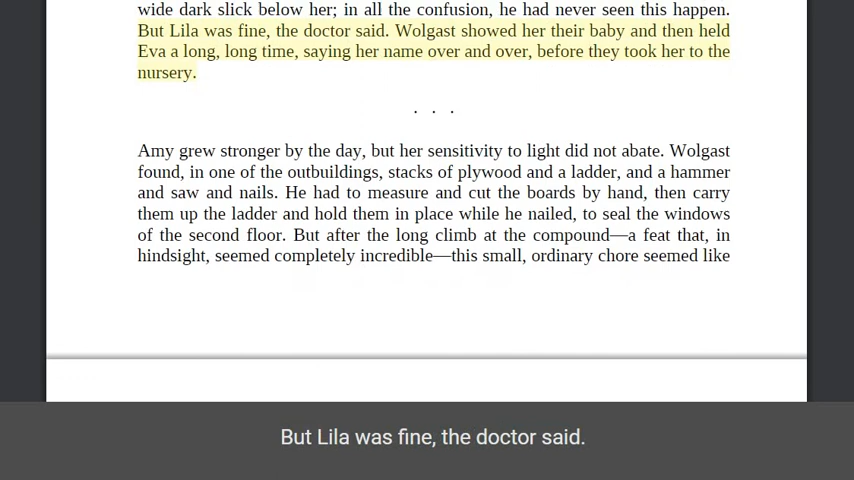 wide dark slick below her; in all the confusion, he had never seen this happen.
But Lila was fine, the doctor said. Wolgast showed her their baby and then held
Eva a long, long time, saying her name over and over, before they took her to the
nursery.
. . .
Amy grew stronger by the day, but her sensitivity to light did not abate. Wolgast
found, in one of the outbuildings, stacks of plywood and a ladder, and a hammer
and saw and nails. He had to measure and cut the boards by hand, then carry
them up the ladder and hold them in place while he nailed, to seal the windows
of the second floor. But after the long climb at the compound—a feat that, in
hindsight, seemed completely incredible—this small, ordinary chore seemed like
But Lila was fine, the doctor said.